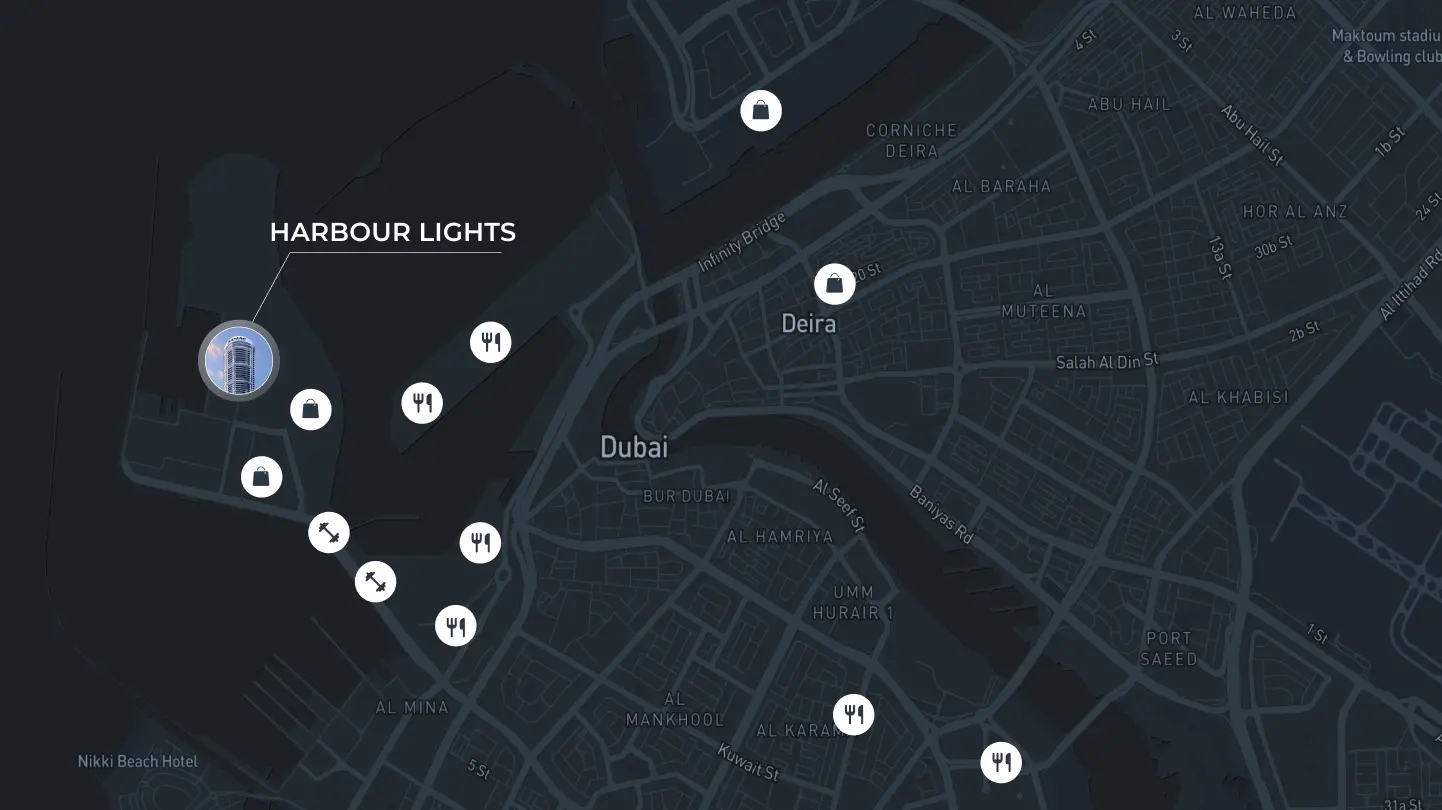 AL WAHEDA
Maktoum stadiu
& Bowling club
4 St
3 St
ABU HAIL
Abu Hail St
1b St
CORNICHE
DEIRA
AL BARAHA
HOR AL ANZ
24 St
HARBOUR LIGHTS
Infinity Bridge
13a St
30b St
20 St
Al Ittihad Rd
Deira
AL
MUTEENA
2b St
Salah Al Din St
AL KHABISI
Dubai
BUR DUBAI
Al Seef St
Baniyas Rd
AL HAMRIYA
UMM
HURAIR 1
PORT
SAEED
1 St
AL MINA
AL
MANKHOOL
AL KARAM
Kuwait St
Nikki Beach Hotel
5 St
31a St